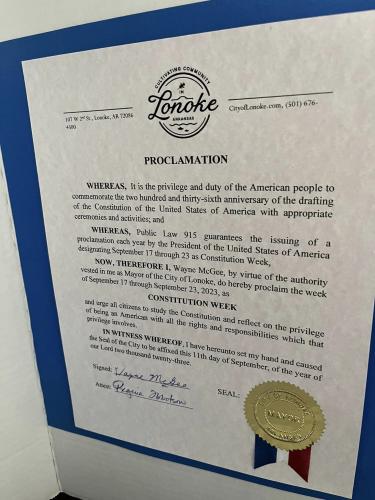 CULTIVATING COMMUNITY
Lonoke
ARKANSAS
107 W 2nd St., Lonoke, AR 72086
4300
CityofLonoke.com, (501) 676-
PROCLAMATION
WHEREAS, It is the privilege and duty of the American people to
commemorate the two hundred and thirty-sixth anniversary of the drafting
of the Constitution of the United States of America with appropriate
ceremonies and activities; and
WHEREAS, Public Law 915 guarantees the issuing of a
proclamation each year by the President of the United States of America
designating September 17 through 23 as Constitution Week,
NOW, THEREFORE I, Wayne McGee, by virtue of the authority
vested in me as Mayor of the City of Lonoke, do hereby proclaim the week
of September 17 through September 23, 2023, as
CONSTITUTION WEEK
and urge all citizens to study the Constitution and reflect on the privilege
of being an American with all the rights and responsibilities which that
privilege involves.
IN WITNESS WHEREOF, I have hereunto set my hand and caused
the Seal of the City to be affixed this 11th day of September, of the year of
our Lord two thousand twenty-three.
Signed: Wayne McGee
Attest:
SEAL:
MAYOR